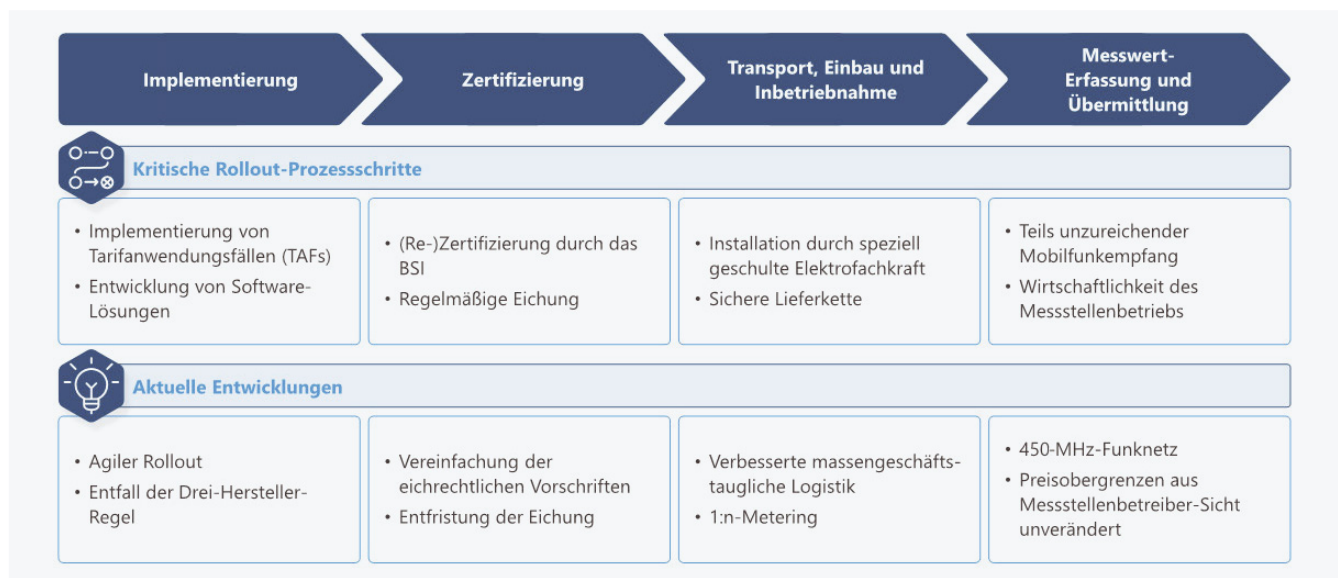 Implementierung
Zertifizierung
Transport, Einbau und
Inbetriebnahme
Messwert-
Erfassung und
Übermittlung
Kritische Rollout-Prozessschritte
• Implementierung von
Tarifanwendungsfällen (TAFs)
• Entwicklung von Software-
Lösungen
• (Re-)Zertifizierung durch das
BSI
• Regelmäßige Eichung
• Installation durch speziell
geschulte Elektrofachkraft
• Sichere Lieferkette
• Teils unzureichender
Mobilfunkempfang
• Wirtschaftlichkeit des
Messstellenbetriebs
Aktuelle Entwicklungen
• Agiler Rollout
• Entfall der Drei-Hersteller-
Regel
• Vereinfachung der
eichrechtlichen Vorschriften
• Entfristung der Eichung
• Verbesserte massengeschäfts-
taugliche Logistik
• 1:n-Metering
• 450-MHz-Funknetz
• Preisobergrenzen aus
Messstellenbetreiber-Sicht
unverändert